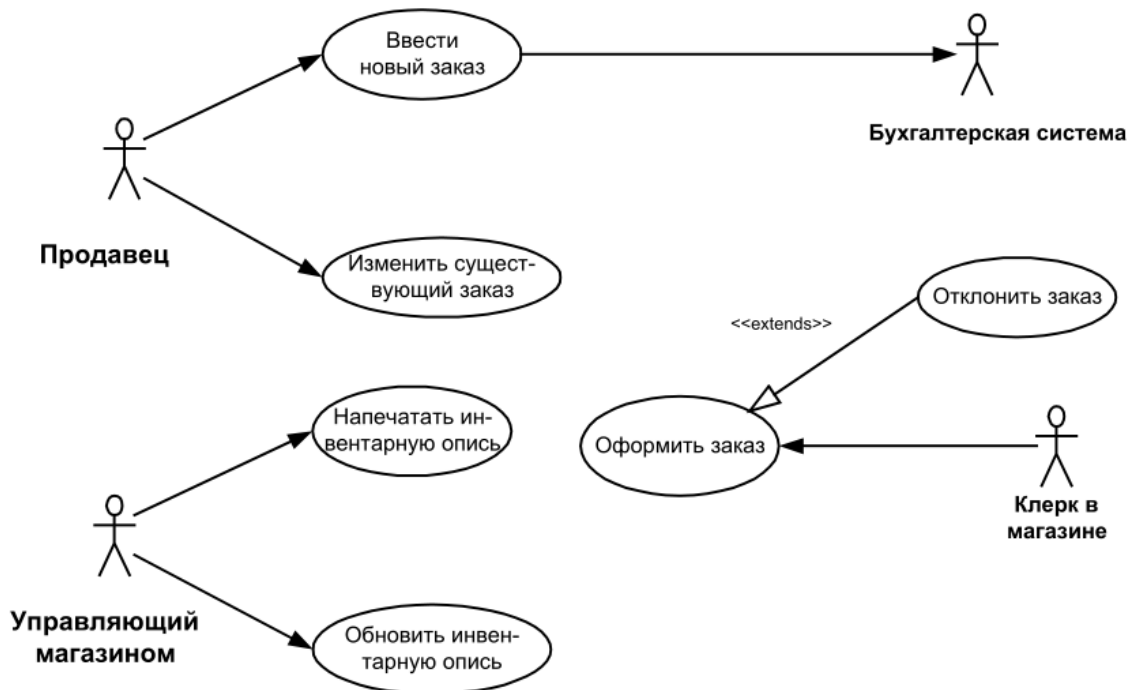 Ввести
новый заказ
Бухгалтерская система
Продавец
Изменить сущест-
вующий заказ
Отклонить заказ
<<extends>>
Напечатать ин-
вентарную опись
Оформить заказ
Клерк в
магазине
Управляющий
магазином
Обновить инвен-
тарную опись